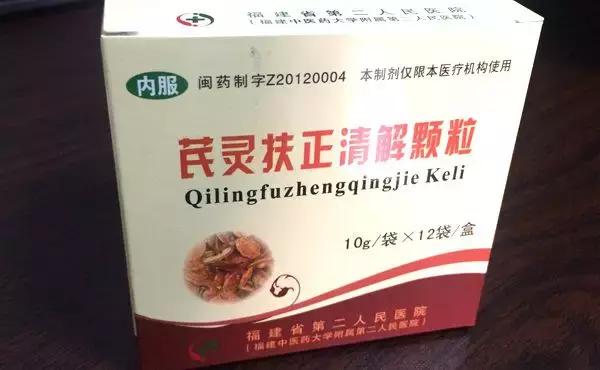 福建省第二人民医院
（福建中医药大学附属第二人民医院）
内服 闽药制字Z20120004 本制剂仅限本医疗机构使用
芪灵扶正清解颗粒
Qilingfuzhengqingjie Keli
10g/袋×12袋/盒
福建省第二人民医院
（福建中医药大学附属第二人民医院）